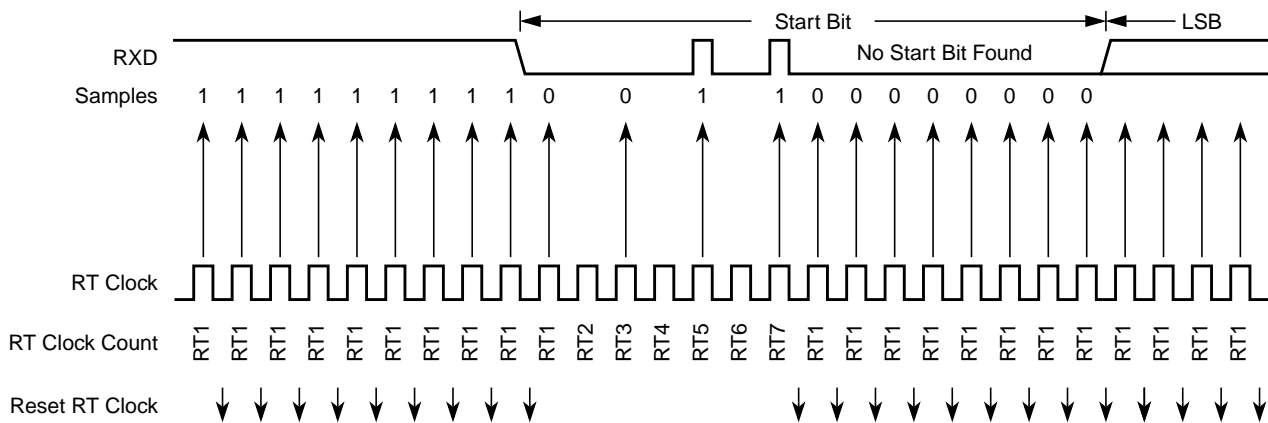 Start Bit LSB
RXD No Start Bit Found
Samples 1 1 1 1 1 1 1 1 1 0 0 1 1 0 0 0 0 0 0 0 0
RT Clock
RT Clock Count RT1 RT1 RT1 RT1 RT1 RT1 RT1 RT1 RT1 RT1 RT2 RT3 RT4 RT5 RT6 RT7 RT1 RT1 RT1 RT1 RT1 RT1 RT1 RT1 RT1 RT1 RT1 RT1
Reset RT Clock